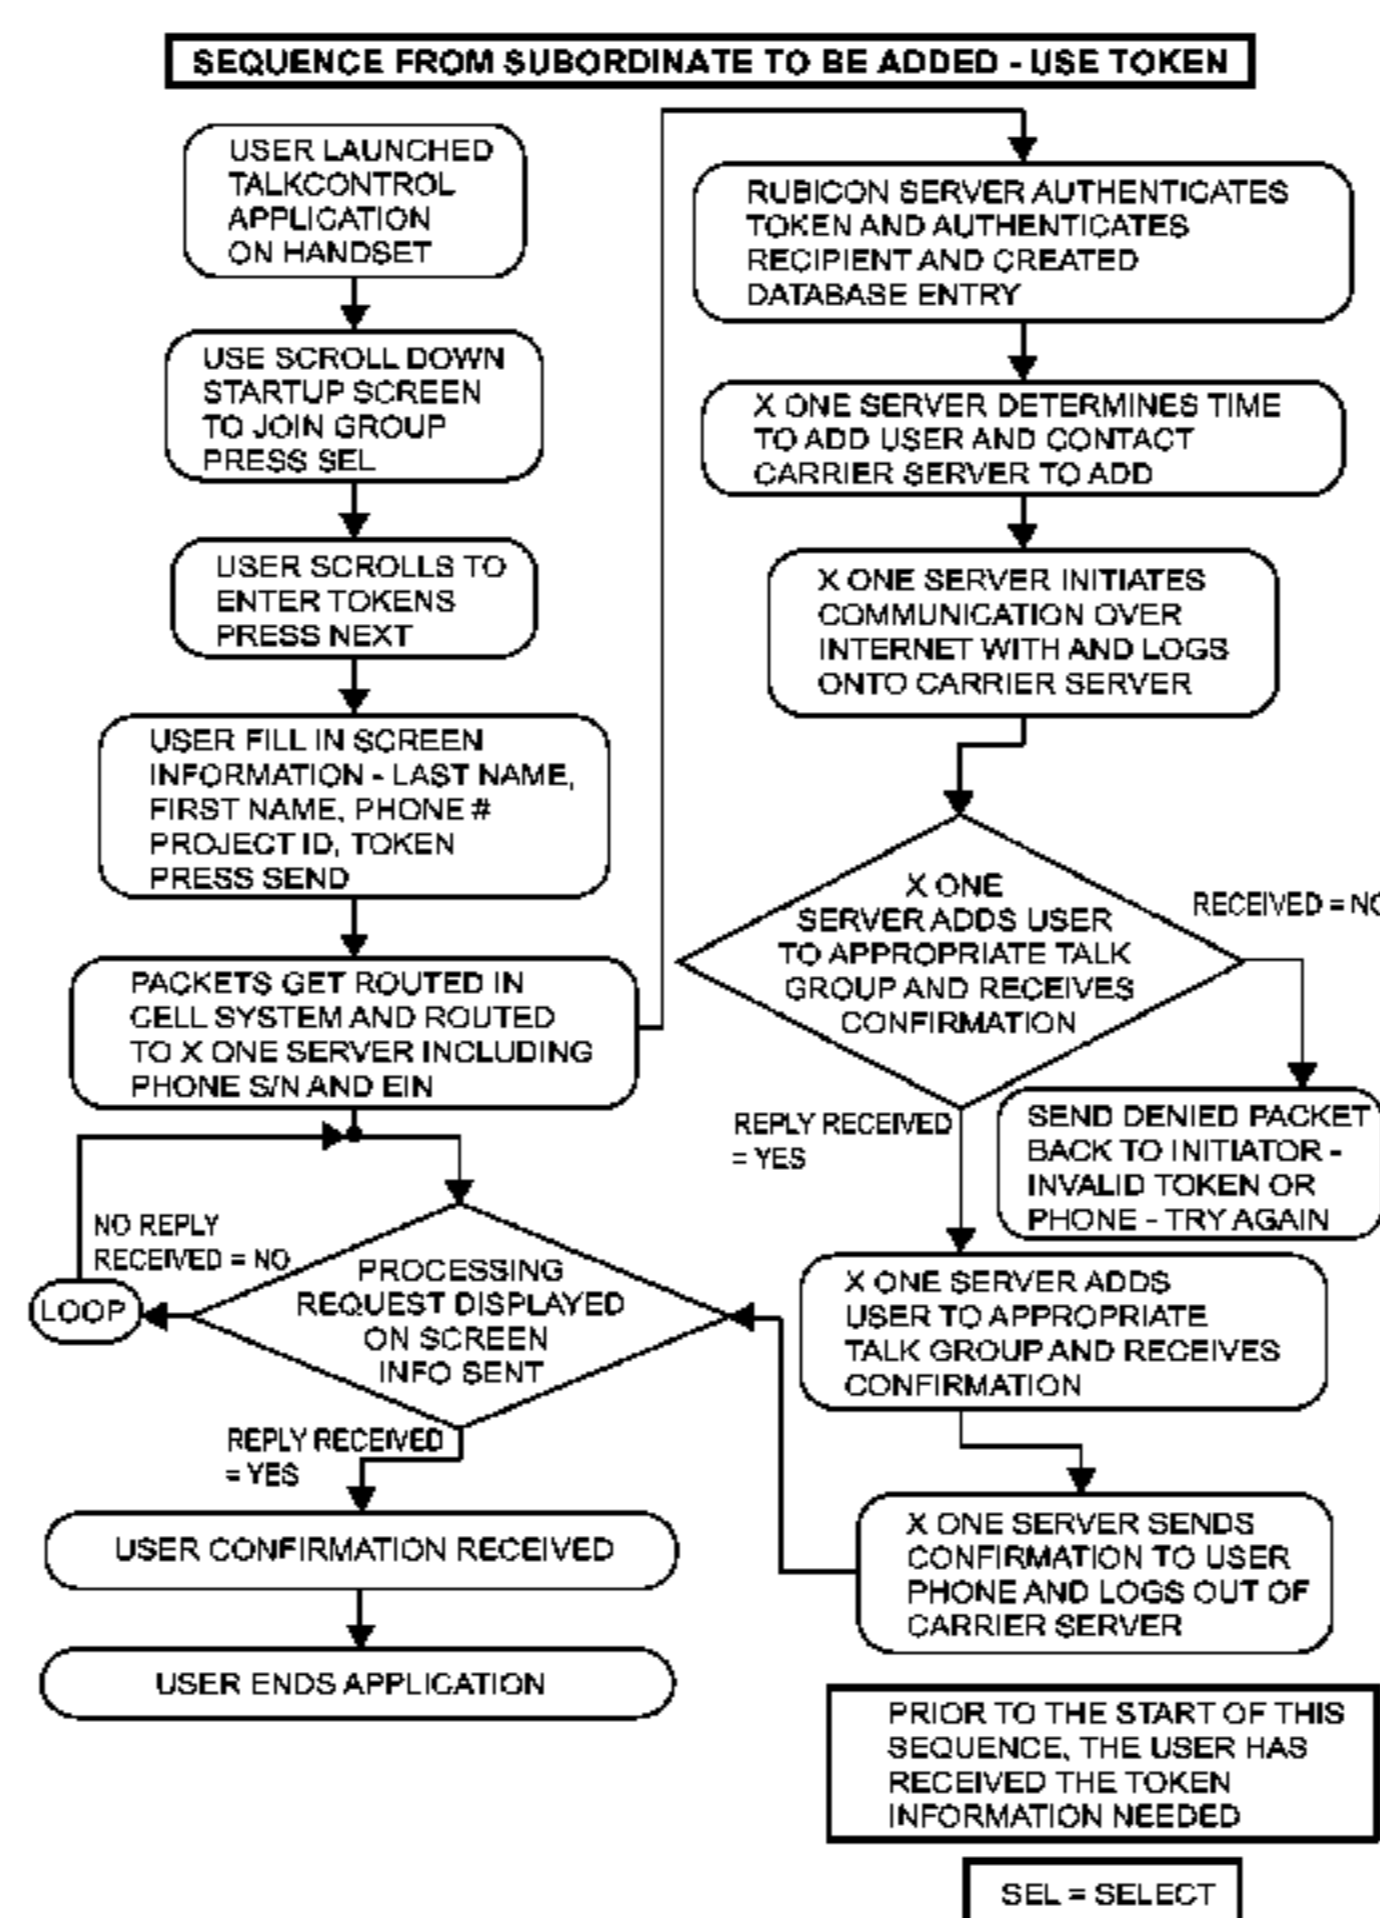 SEQUENCE FROM SUBORDINATE TO BE ADDED - USE TOKEN
USER LAUNCHED
TALKCONTROL
APPLICATION
ON HANDSET
USE SCROLL DOWN
STARTUP SCREEN
TO JOIN GROUP
PRESS SEL
USER SCROLLS TO
ENTER TOKENS
PRESS NEXT
USER FILL IN SCREEN
INFORMATION - LAST NAME,
FIRST NAME, PHONE #
PROJECT ID, TOKEN
PRESS SEND
PACKETS GET ROUTED IN
CELL SYSTEM AND ROUTED
TO X ONE SERVER INCLUDING
PHONE S/N AND EIN
NO REPLY
RECEIVED = NO
LOOP
PROCESSING
REQUEST DISPLAYED
ON SCREEN
INFO SENT
REPLY RECEIVED
= YES
USER CONFIRMATION RECEIVED
USER ENDS APPLICATION
RUBICON SERVER AUTHENTICATES
TOKEN AND AUTHENTICATES
RECIPIENT AND CREATED
DATABASE ENTRY
X ONE SERVER DETERMINES TIME
TO ADD USER AND CONTACT
CARRIER SERVER TO ADD
X ONE SERVER INITIATES
COMMUNICATION OVER
INTERNET WITH AND LOGS
ONTO CARRIER SERVER
X ONE
SERVER ADDS USER
TO APPROPRIATE TALK
GROUP AND RECEIVES
CONFIRMATION
RECEIVED = NO
REPLY RECEIVED
= YES
SEND DENIED PACKET
BACK TO INITIATOR -
INVALID TOKEN OR
PHONE - TRY AGAIN
X ONE SERVER ADDS
USER TO APPROPRIATE
TALK GROUP AND RECEIVES
CONFIRMATION
X ONE SERVER SENDS
CONFIRMATION TO USER
PHONE AND LOGS OUT OF
CARRIER SERVER
PRIOR TO THE START OF THIS
SEQUENCE, THE USER HAS
RECEIVED THE TOKEN
INFORMATION NEEDED
SEL = SELECT